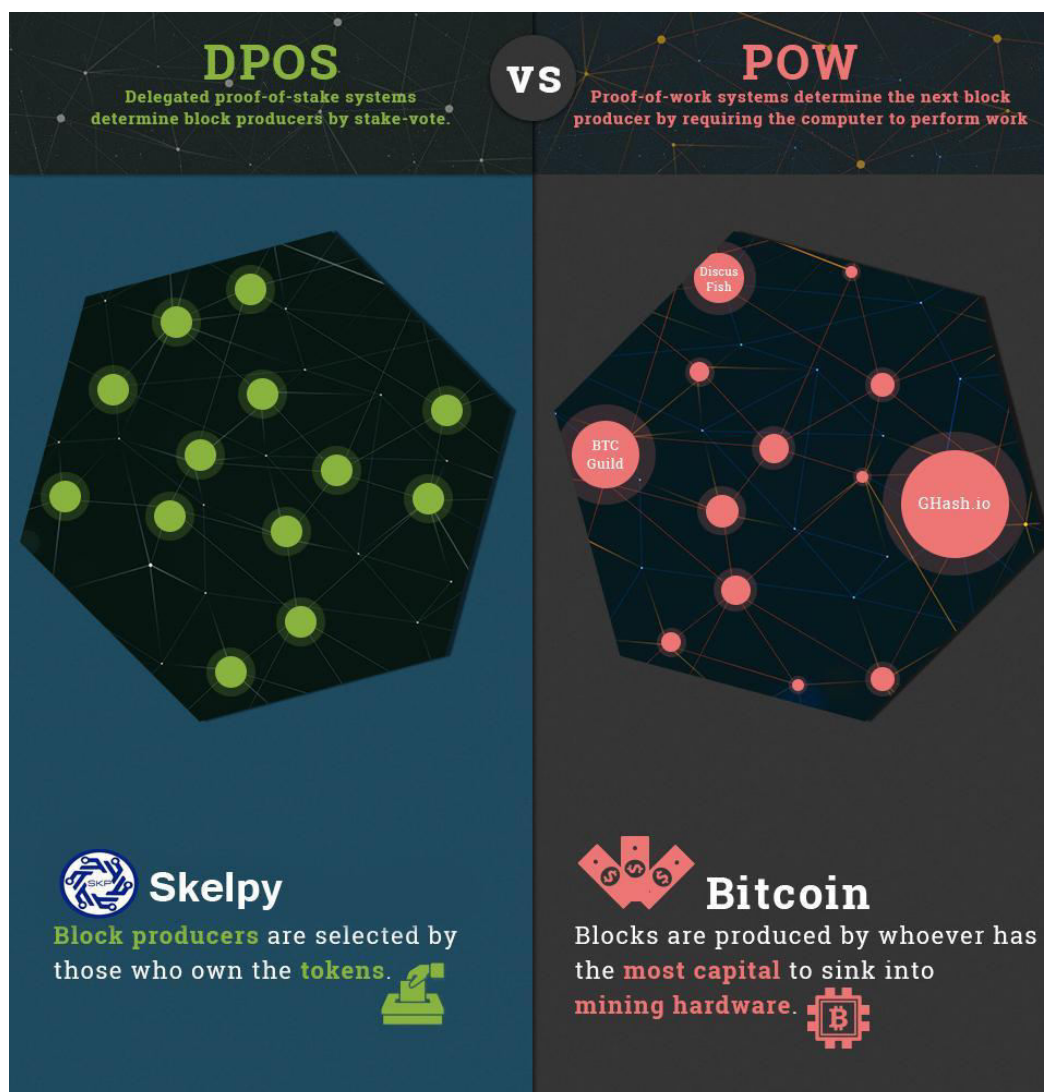 DPOS
Delegated proof-of-stake systems
determine block producers by stake-vote.
VS
POW
Proof-of-work systems determine the next block
producer by requiring the computer to perform work
Discus
Fish
BTC
Guild
GHash.io
SKP
Skelpy
Block producers are selected by
those who own the tokens.
$ $ $
Bitcoin
Blocks are produced by whoever has
the most capital to sink into
mining hardware.
₿